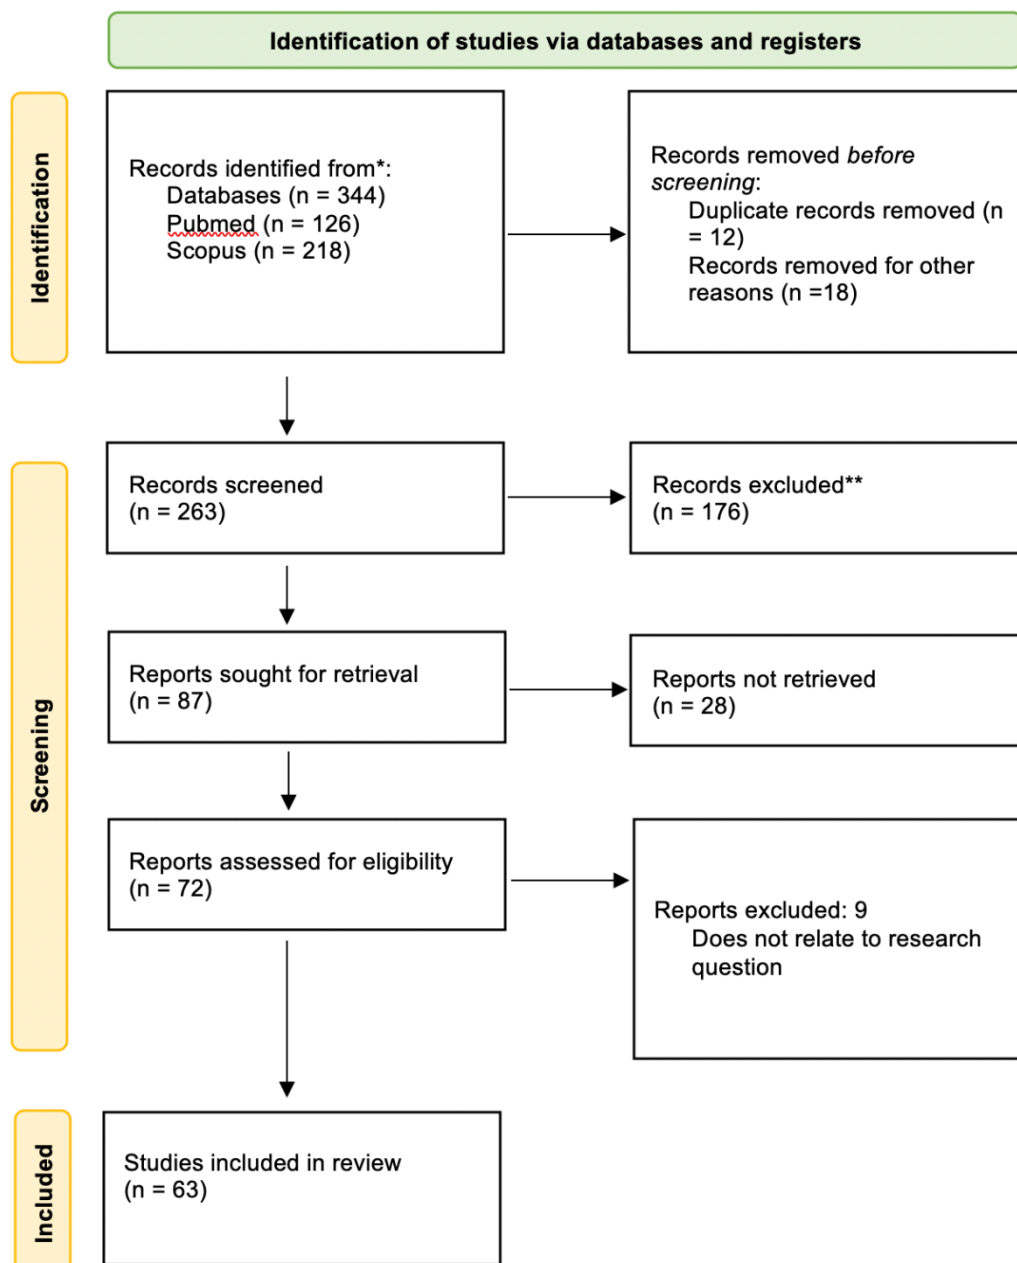 Identification of studies via databases and registers
Identification
Records identified from*:
Databases (n = 344)
Pubmed (n = 126)
Scopus (n = 218)
Records removed before
screening:
Duplicate records removed (n
= 12)
Records removed for other
reasons (n =18)
Screening
Records screened
(n = 263)
Records excluded**
(n = 176)
Reports sought for retrieval
(n = 87)
Reports not retrieved
(n = 28)
Reports assessed for eligibility
(n = 72)
Reports excluded: 9
Does not relate to research
question
Included
Studies included in review
(n = 63)